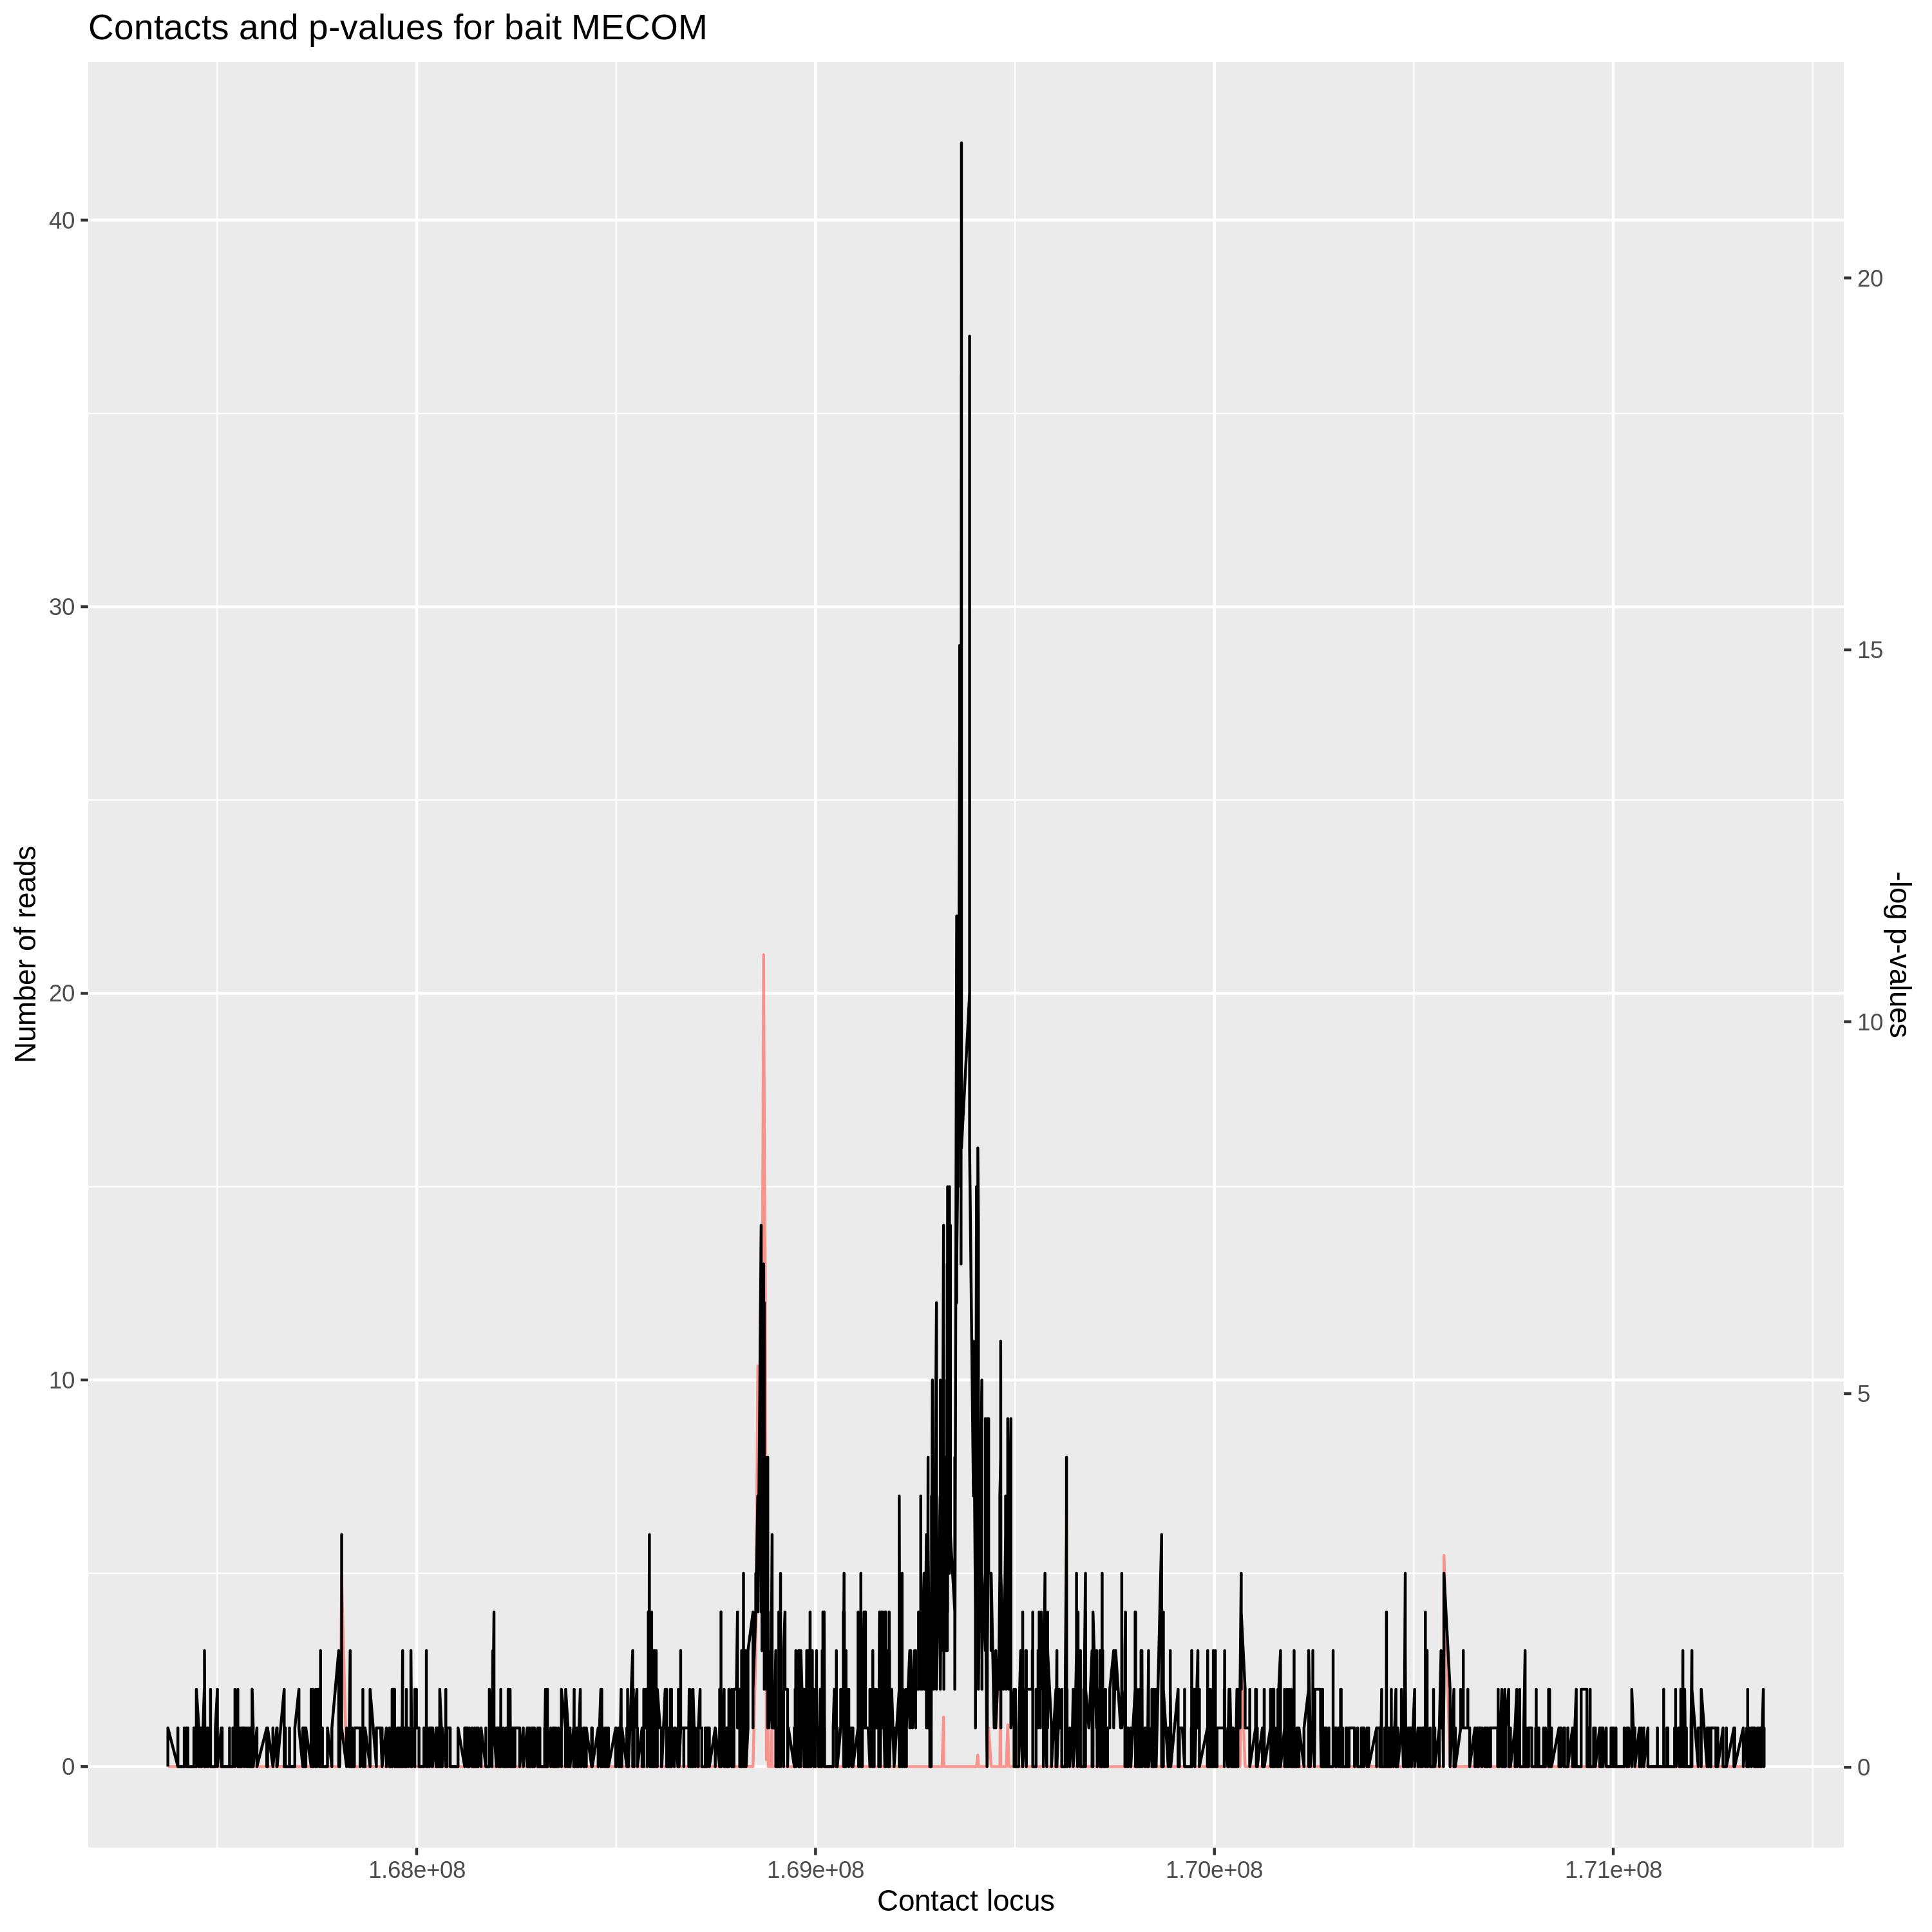 Contacts and p-values for bait MECOM
40
30
20
10
0
Number of reads
20
15
10
5
0
-log p-values
1.68e+08 1.69e+08 1.70e+08 1.71e+08
Contact locus